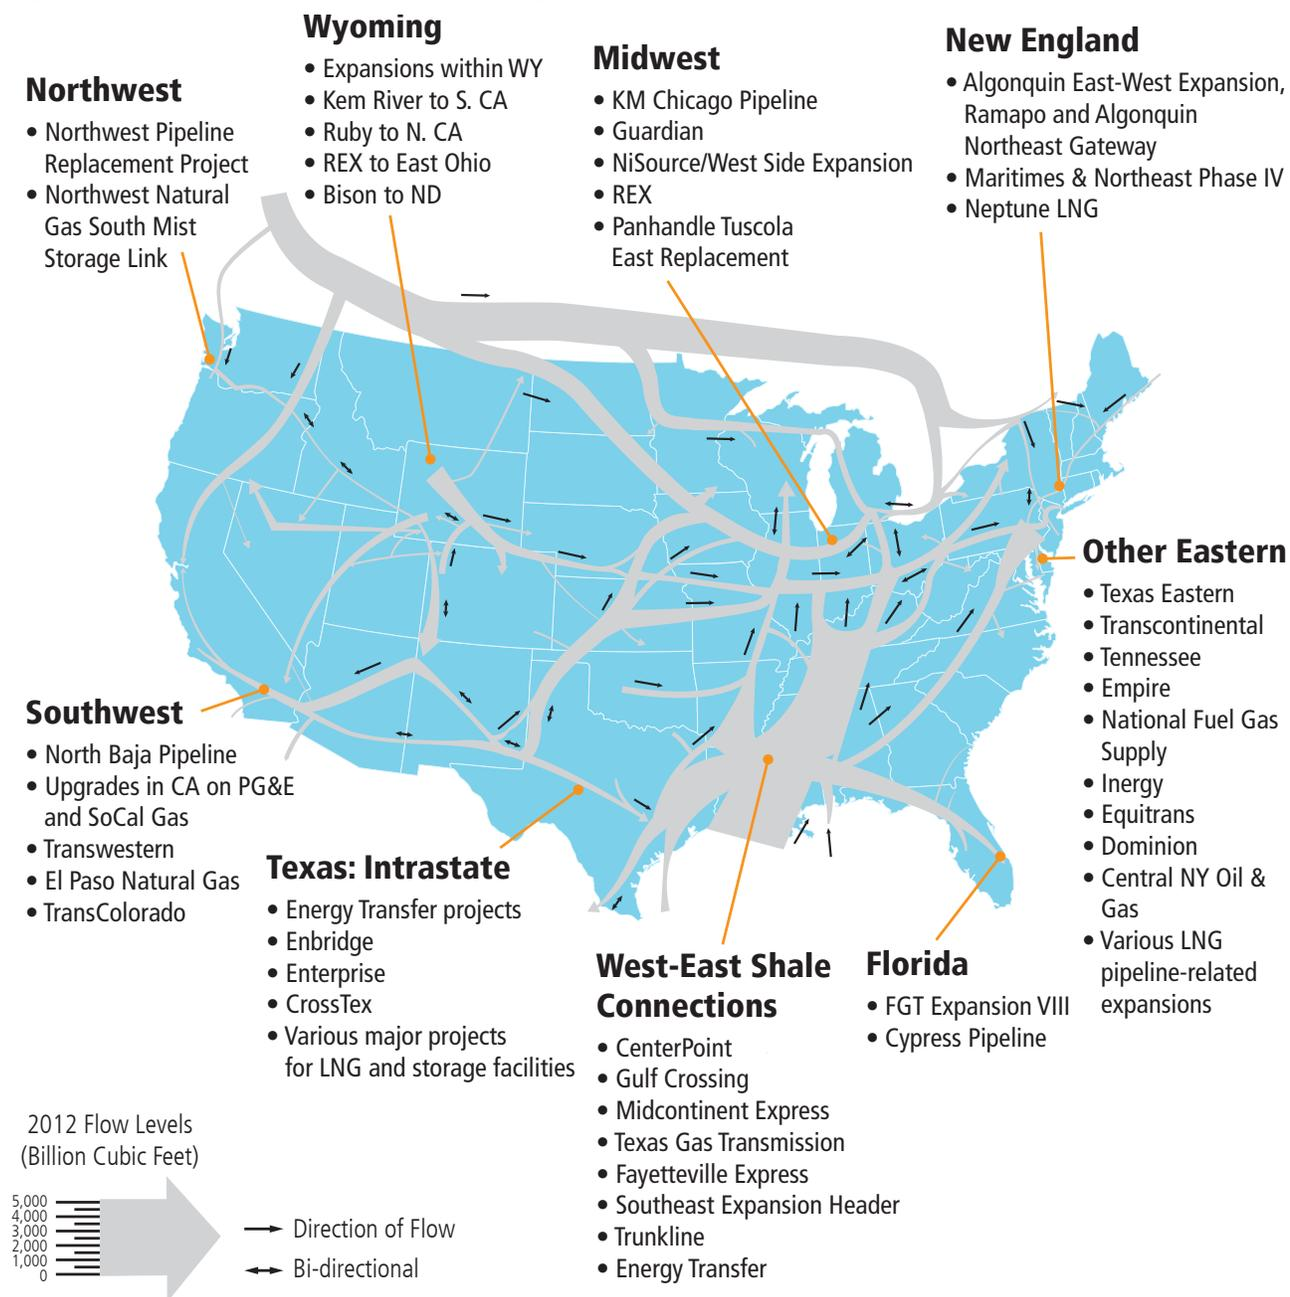 Wyoming
• Expansions within WY
• Kem River to S. CA
• Ruby to N. CA
• REX to East Ohio
• Bison to ND
Midwest
• KM Chicago Pipeline
• Guardian
• NiSource/West Side Expansion
• REX
• Panhandle Tuscola
East Replacement
New England
• Algonquin East-West Expansion,
Ramapo and Algonquin
Northeast Gateway
• Maritimes & Northeast Phase IV
• Neptune LNG
Northwest
• Northwest Pipeline
Replacement Project
• Northwest Natural
Gas South Mist
Storage Link
Other Eastern
• Texas Eastern
• Transcontinental
• Tennessee
• Empire
• National Fuel Gas
Supply
• Inergy
• Equitrans
• Dominion
• Central NY Oil &
Gas
• Various LNG
pipeline-related
expansions
Southwest
• North Baja Pipeline
• Upgrades in CA on PG&E
and SoCal Gas
• Transwestern
• El Paso Natural Gas
• TransColorado
Texas: Intrastate
• Energy Transfer projects
• Enbridge
• Enterprise
• CrossTex
• Various major projects
for LNG and storage facilities
West-East Shale
Connections
• CenterPoint
• Gulf Crossing
• Midcontinent Express
• Texas Gas Transmission
• Fayetteville Express
• Southeast Expansion Header
• Trunkline
• Energy Transfer
Florida
• FGT Expansion VIII
• Cypress Pipeline
2012 Flow Levels
(Billion Cubic Feet)
5,000
4,000
3,000
2,000
1,000
0
Direction of Flow
Bi-directional